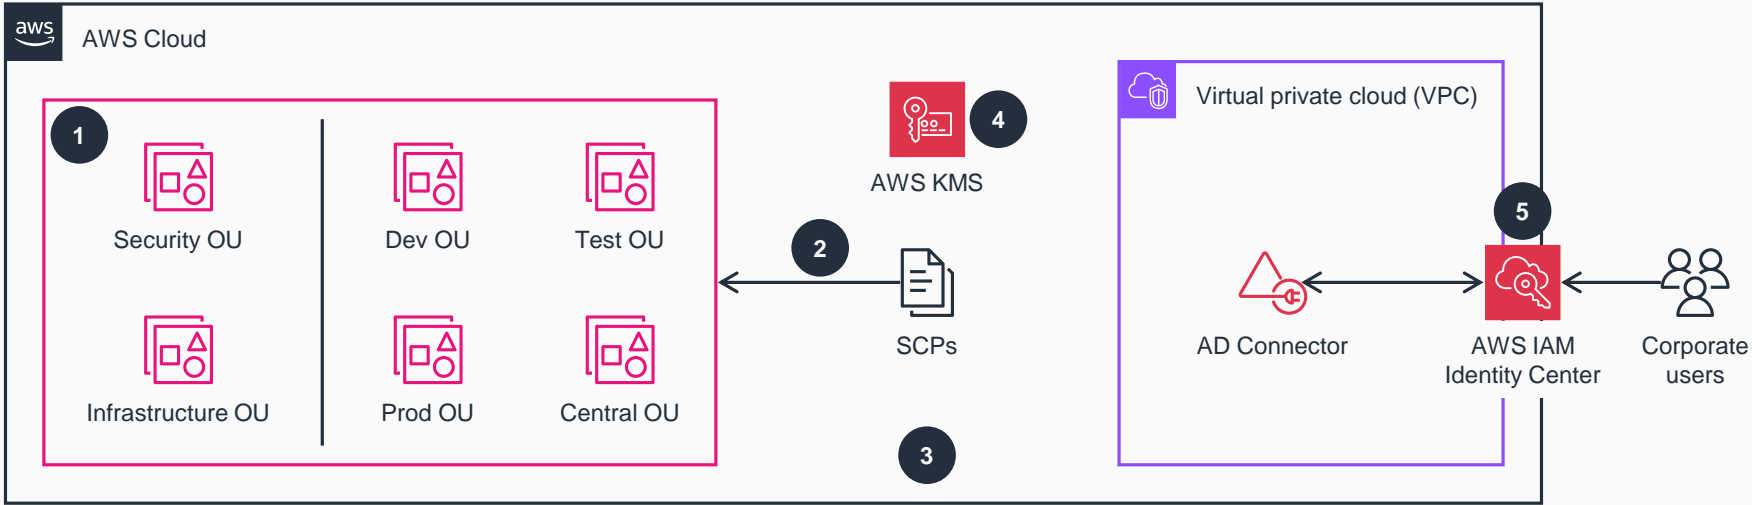 aws
AWS Cloud
1
Security OU
Dev OU
Test OU
Infrastructure OU
Prod OU
Central OU
2
SCPs
3
AWS KMS
4
Virtual private cloud (VPC)
AD Connector
5
AWS IAM
Identity Center
Corporate
users